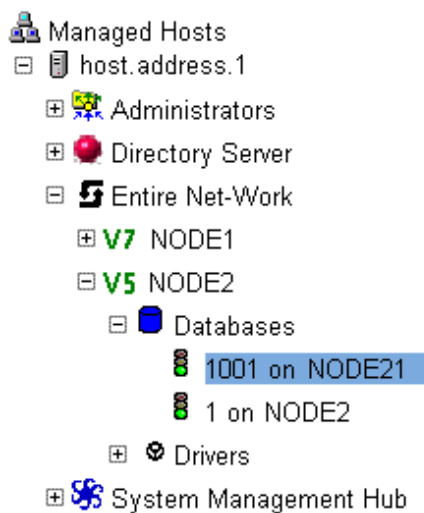 Managed Hosts
host.address.1
Administrators
Directory Server
Entire Net-Work
V7 NODE1
V5 NODE2
Databases
1001 on NODE21
1 on NODE2
Drivers
System Management Hub